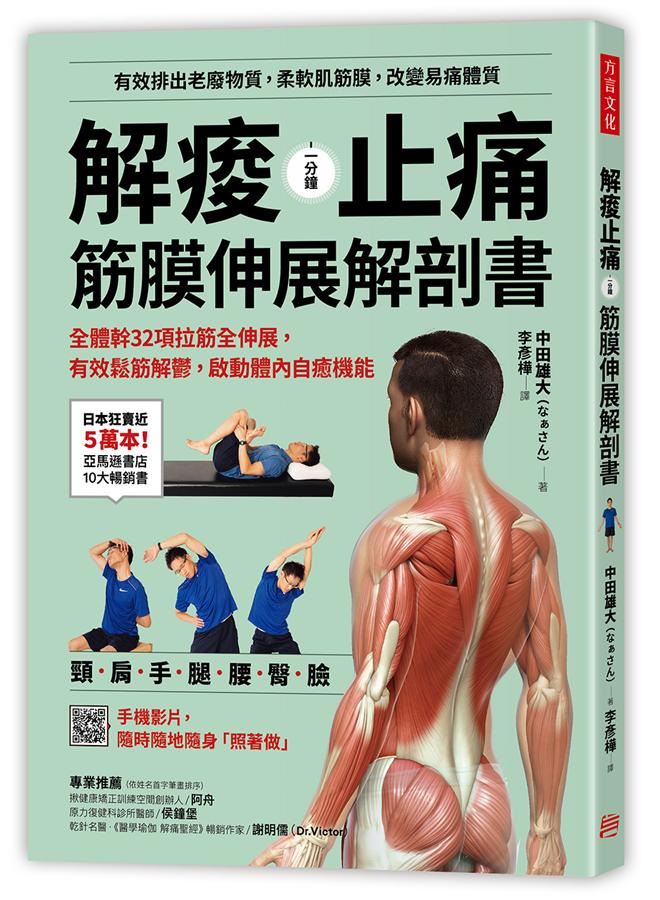 有效排出老廢物質，柔軟肌筋膜，改變易痛體質
解痠 一分鐘 止痛
筋膜伸展解剖書
全體幹32項拉筋全伸展，
有效鬆筋解鬱，啟動體內自癒機能
中田雄大（なぁさん）——著
李彥樺——譯
日本狂賣近
5萬本！
亞馬遜書店
10大暢銷書
頸・肩・手・腿・腰・臀・臉
手機影片，
隨時隨地隨身「照著做」
專業推薦（依姓名首字筆畫排序）
揪健康矯正訓練空間創辦人/阿舟
原力復健科診所醫師/侯鐘堡
乾針名醫・《醫學瑜伽 解痛聖經》暢銷作家/謝明儒（Dr.Victor）
方言文化
解痠止痛 一分鐘 筋膜伸展解剖書
中田雄大（なぁさん）——著
李彥樺——譯